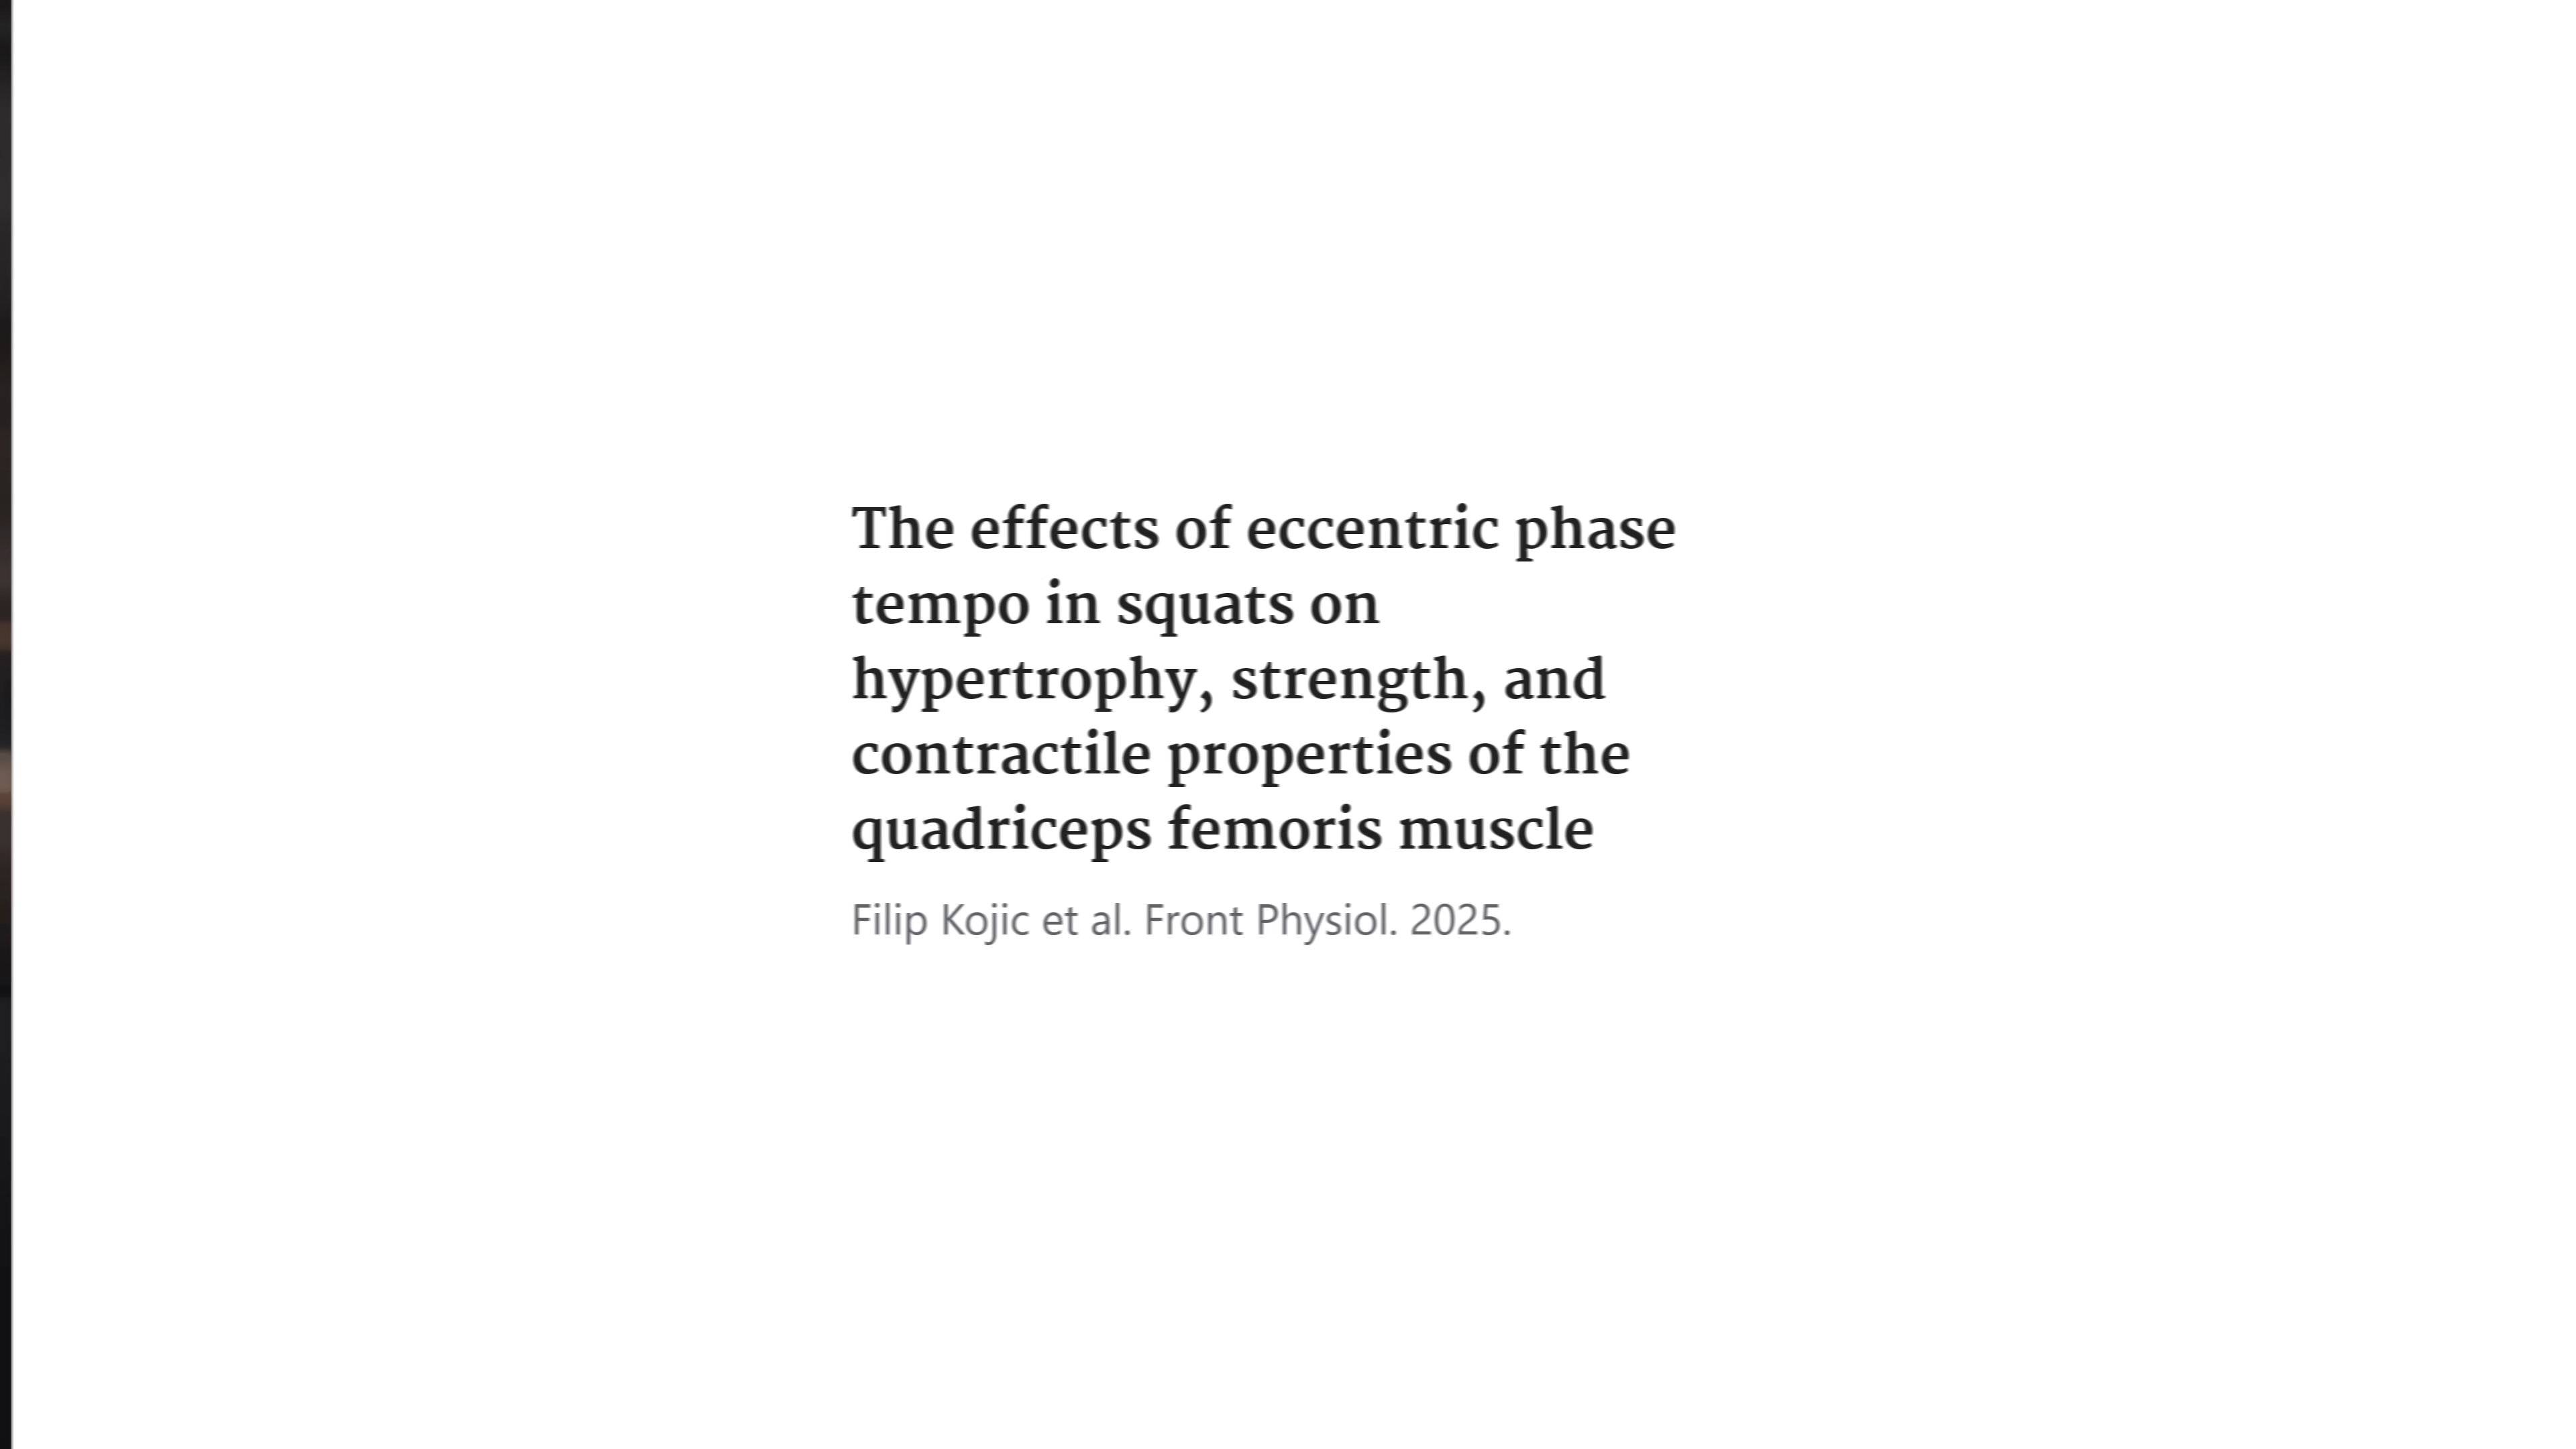 The effects of eccentric phase
tempo in squats on
hypertrophy, strength, and
contractile properties of the
quadriceps femoris muscle
Filip Kojic et al. Front Physiol. 2025.